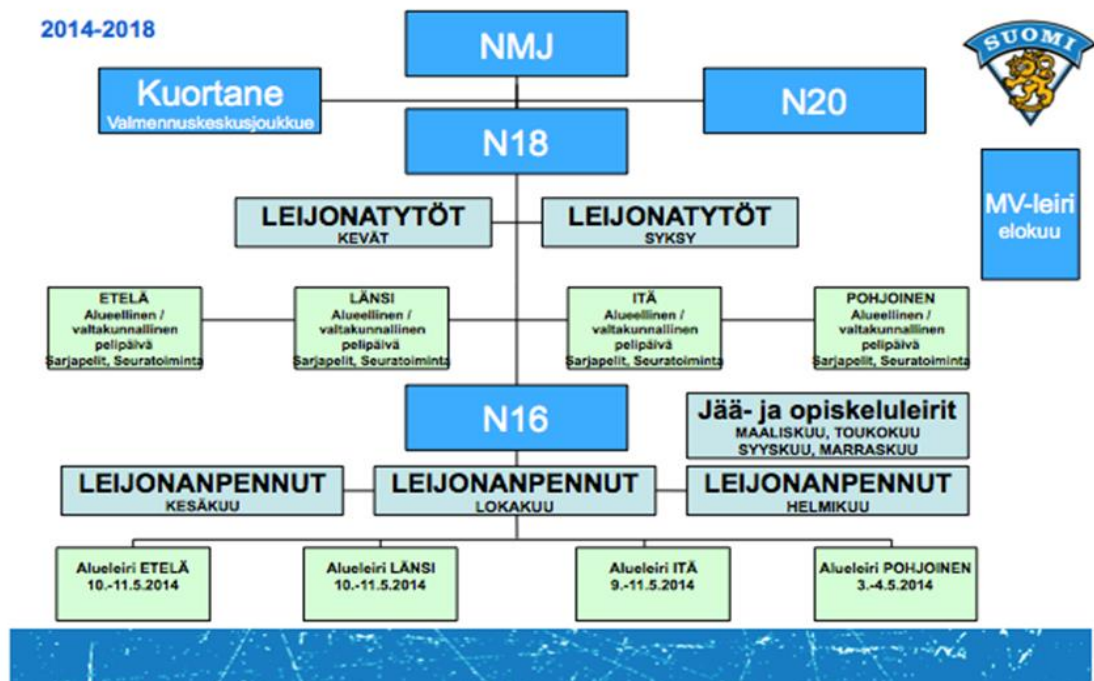 2014-2018
NMJ
SUOMI
Kuortane
Valmennuskeskusjoukkue
N20
N18
MV-leiri
elokuu
LEIJONATYTÖT
KEVÄT
LEIJONATYTÖT
SYKSY
ETELÄ
Alueellinen /
valtakunnallinen
pelipäivä
Sarjapelit, Seuratoiminta
LÄNSI
Alueellinen /
valtakunnallinen
pelipäivä
Sarjapelit, Seuratoiminta
ITÄ
Alueellinen /
valtakunnallinen
pelipäivä
Sarjapelit, Seuratoiminta
POHJOINEN
Alueellinen /
valtakunnallinen
pelipäivä
Sarjapelit, Seuratoiminta
N16
Jää- ja opiskeluleirit
MAALISKUU, TOUKOKUU
SYYSKUU, MARRASKUU
LEIJONANPENNUT
KESÄKUU
LEIJONANPENNUT
LOKAKUU
LEIJONANPENNUT
HELMIKUU
Alueleiri ETELÄ
10.-11.5.2014
Alueleiri LÄNSI
10.-11.5.2014
Alueleiri ITÄ
9.-11.5.2014
Alueleiri POHJOINEN
3.-4.5.2014